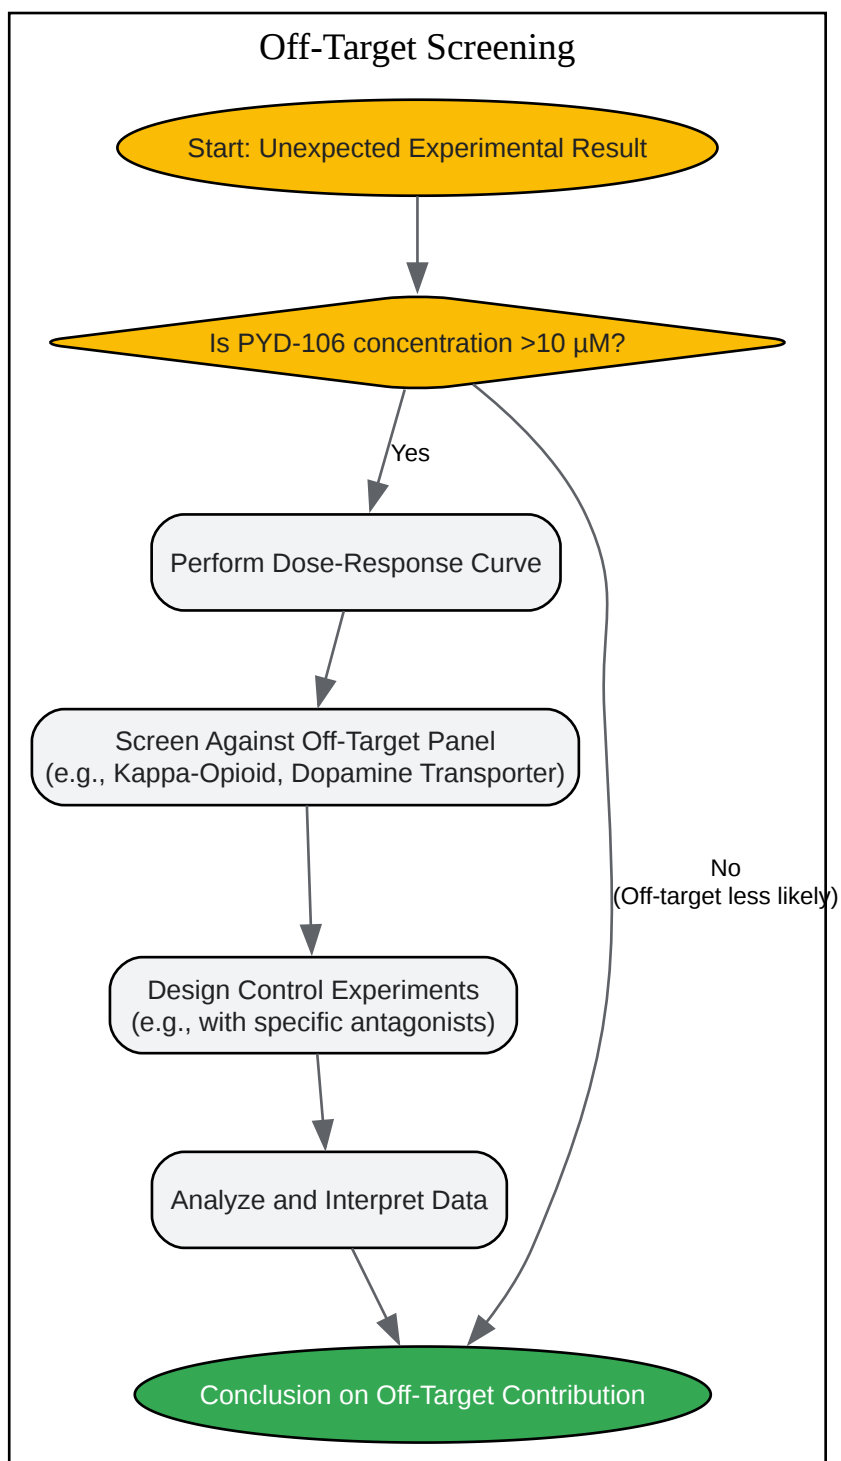 Off-Target Screening
Start: Unexpected Experimental Result
Is PYD-106 concentration >10 µM?
Yes
Perform Dose-Response Curve
Screen Against Off-Target Panel
(e.g., Kappa-Opioid, Dopamine Transporter)
No
(Off-target less likely)
Design Control Experiments
(e.g., with specific antagonists)
Analyze and Interpret Data
Conclusion on Off-Target Contribution